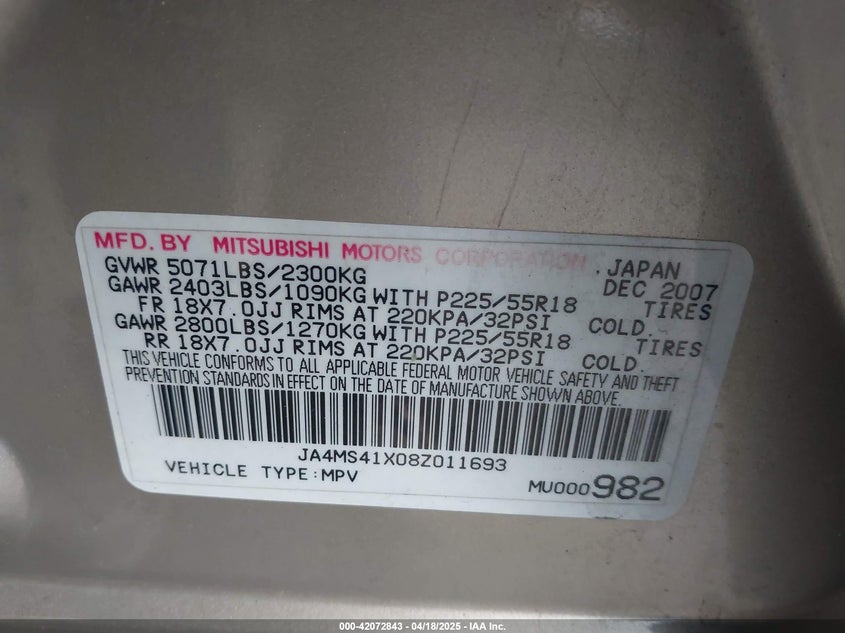 MFD. BY MITSUBISHI MOTORS CORPORATION, JAPAN
GVWR 5071LBS/2300KG DEC 2007
GAWR 2403LBS/1090KG WITH P225/55R18 TIRES
FR 18X7.0JJ RIMS AT 220KPA/32PSI COLD.
GAWR 2800LBS/1270KG WITH P225/55R18 TIRES
RR 18X7.0JJ RIMS AT 220KPA/32PSI COLD.
THIS VEHICLE CONFORMS TO ALL APPLICABLE FEDERAL MOTOR VEHICLE SAFETY AND THEFT
PREVENTION STANDARDS IN EFFECT ON THE DATE OF MANUFACTURE SHOWN ABOVE.
JA4MS41X08Z011693
VEHICLE TYPE:MPV
MU000982
000-42072843 - 04/18/2025 - IAA Inc.